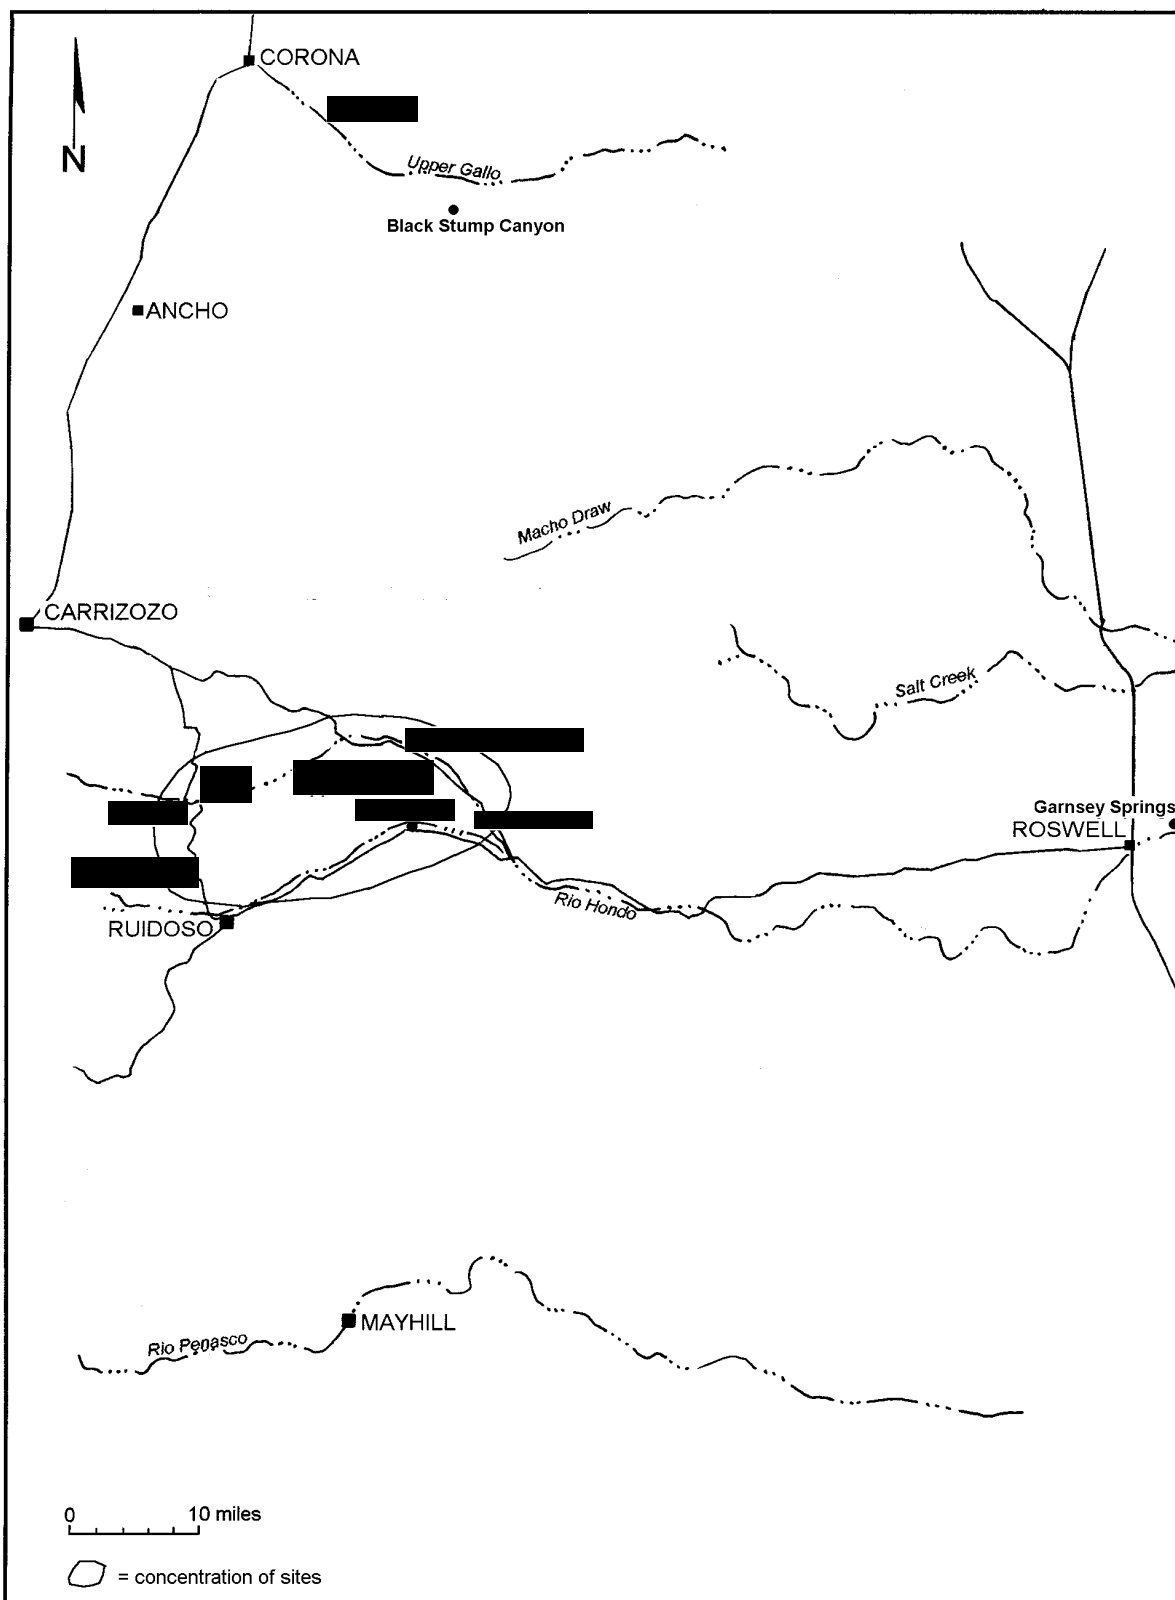 CORONA
N
Upper Gallo
Black Stump Canyon
ANCHO
Macho Draw
CARRIZOZO
Salt Creek
Garnsey Springs
ROSWELL
Rio Hondo
RUIDOSO
MAYHILL
Rio Penasco
0 10 miles
= concentration of sites